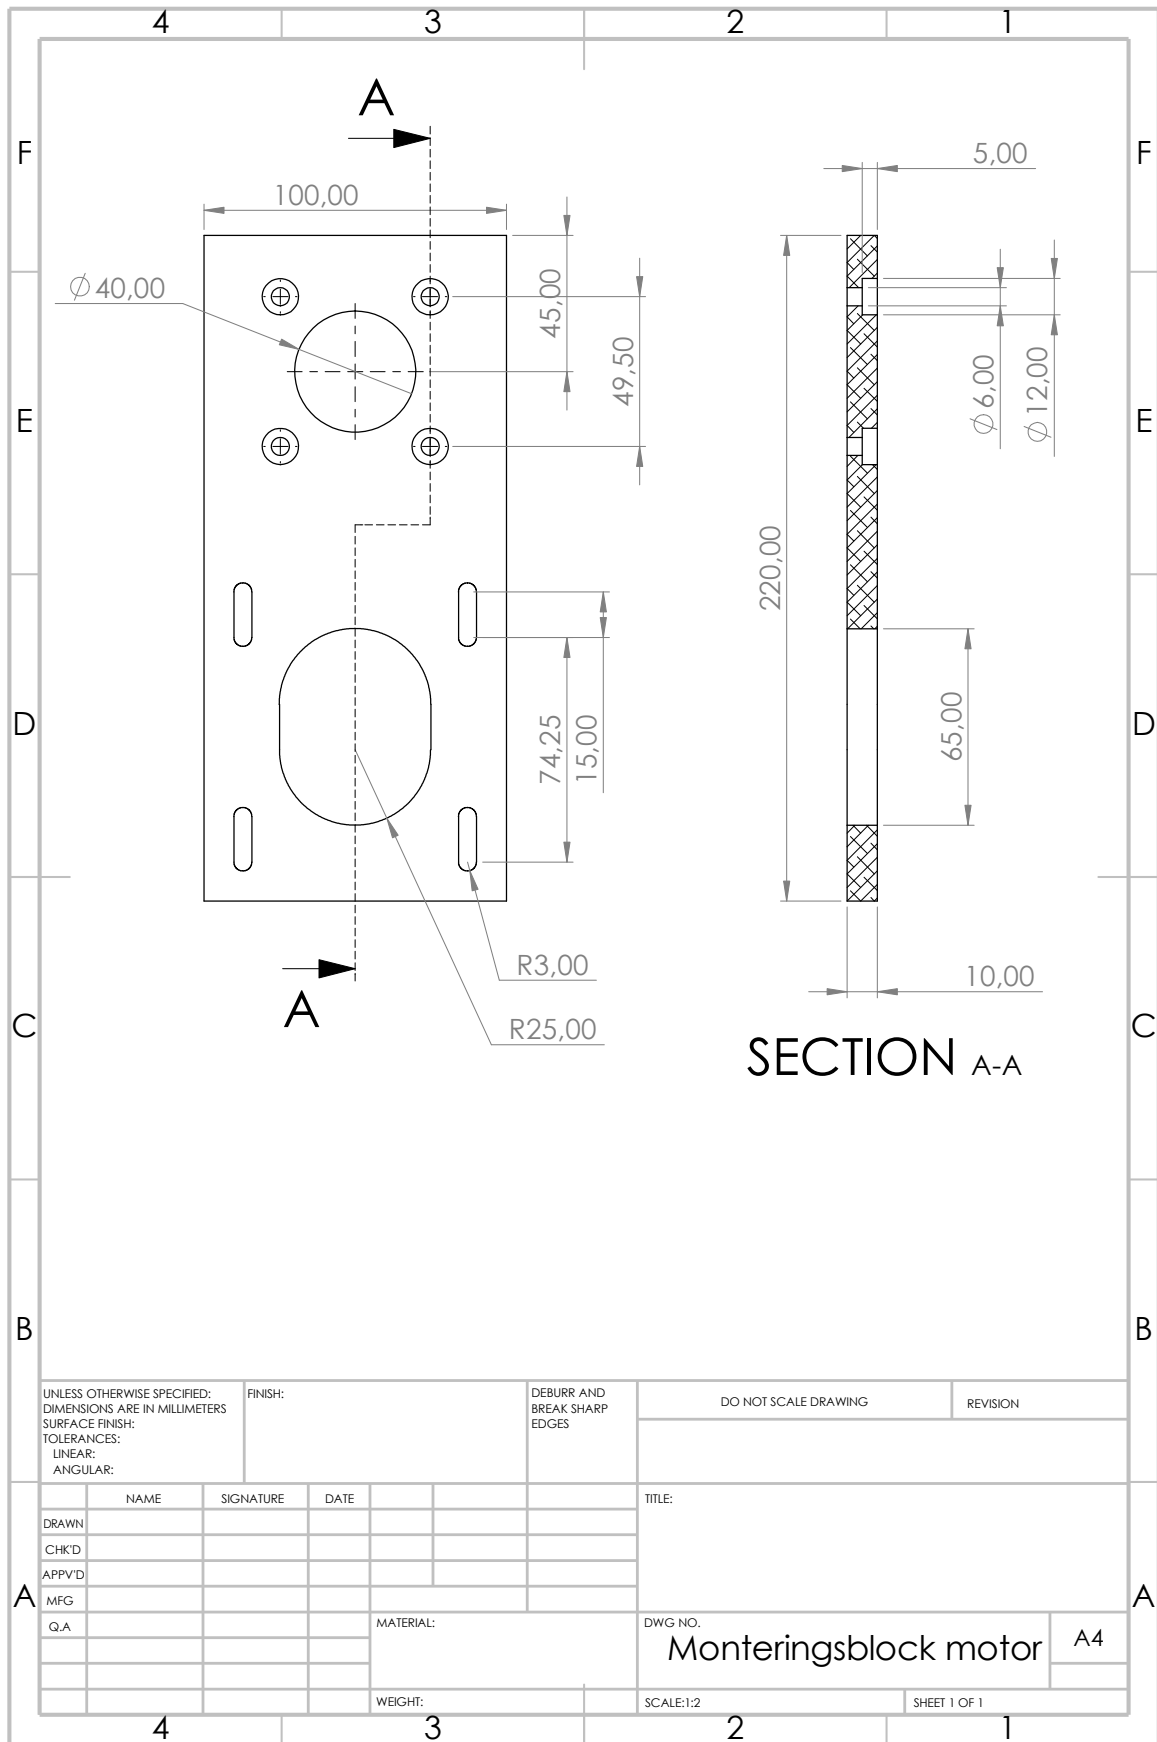 4 3 2 1
F F
E E
D D
C C
B B
A A
A
100,00
Ø 40,00
45,00
49,50
74,25
15,00
R3,00
R25,00
A
5,00
Ø 6,00
Ø 12,00
220,00
65,00
10,00
SECTION A-A
UNLESS OTHERWISE SPECIFIED:
DIMENSIONS ARE IN MILLIMETERS
SURFACE FINISH:
TOLERANCES:
LINEAR:
ANGULAR:
FINISH:
DEBURR AND
BREAK SHARP
EDGES
DO NOT SCALE DRAWING
REVISION
NAME SIGNATURE DATE
DRAWN
CHK'D
APPV'D
MFG
Q.A
TITLE:
MATERIAL:
DWG NO.
Monteringsblock motor
A4
WEIGHT:
SCALE:1:2
SHEET 1 OF 1
4 3 2 1